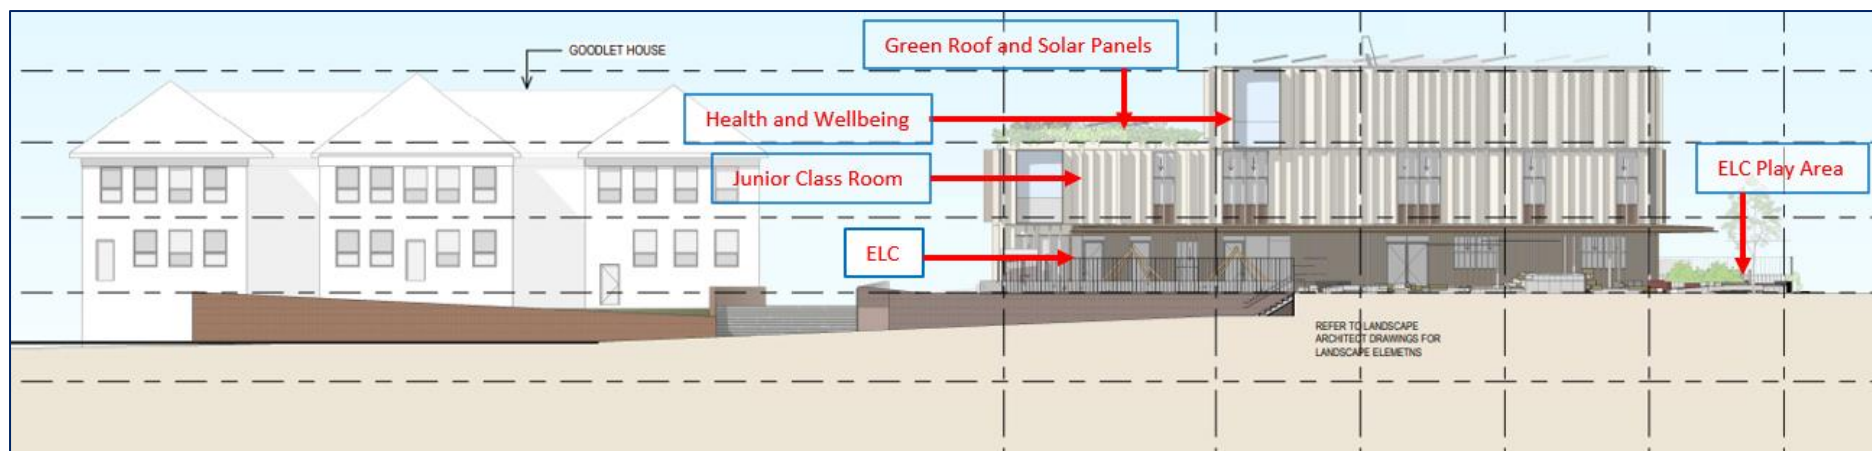 GOODLET HOUSE
Green Roof and Solar Panels
Health and Wellbeing
Junior Class Room
ELC Play Area
ELC
REFER TO LANDSCAPE
ARCHITECT DRAWINGS FOR
LANDSCAPE ELEMETNS